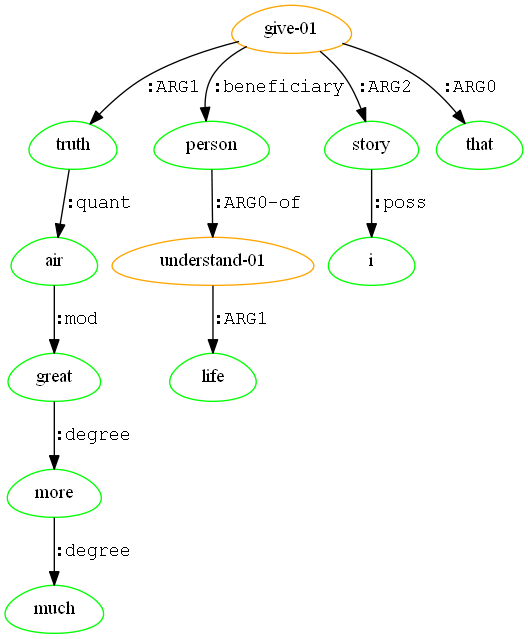 give-01
:ARG1 :beneficiary :ARG2 :ARG0
truth person story that
:quant :ARG0-of :poss
air understand-01 i
:mod :ARG1
great life
:degree
more
:degree
much